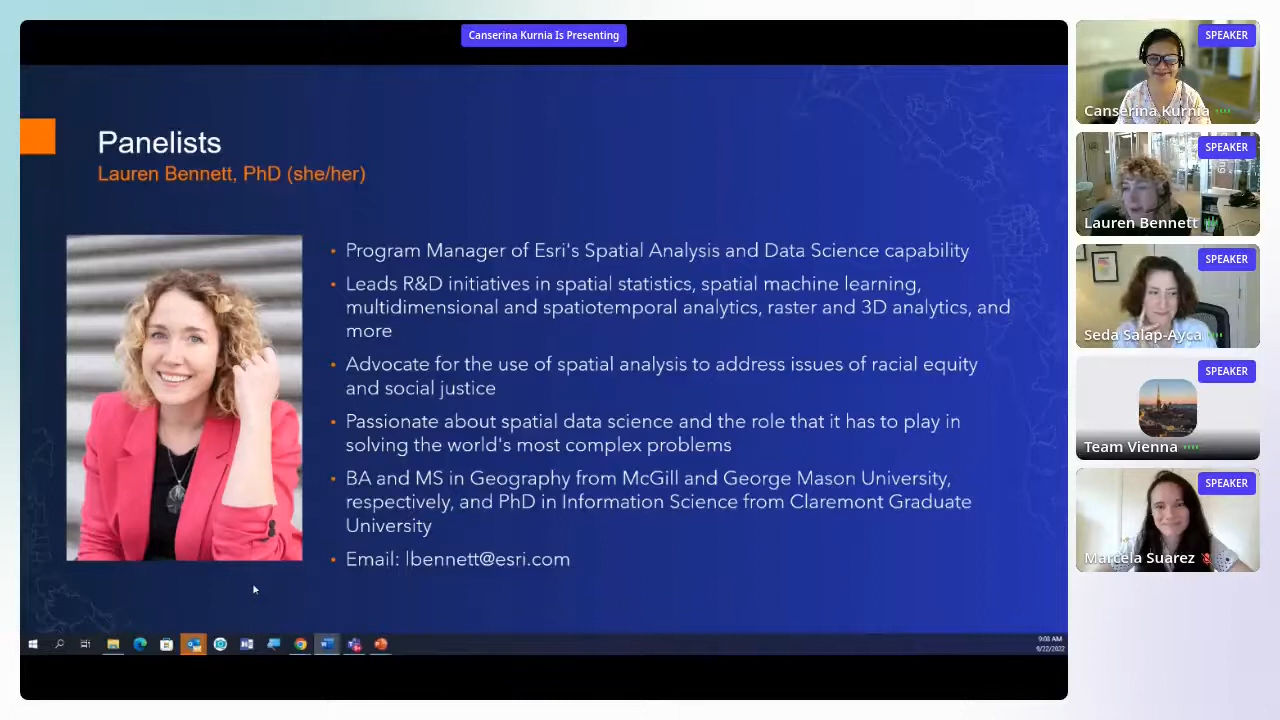 Canserina Kurnia Is Presenting
Panelists
Lauren Bennett, PhD (she/her)
• Program Manager of Esri's Spatial Analysis and Data Science capability
• Leads R&D initiatives in spatial statistics, spatial machine learning,
multidimensional and spatiotemporal analytics, raster and 3D analytics, and
more
• Advocate for the use of spatial analysis to address issues of racial equity
and social justice
• Passionate about spatial data science and the role that it has to play in
solving the world's most complex problems
• BA and MS in Geography from McGill and George Mason University,
respectively, and PhD in Information Science from Claremont Graduate
University
• Email: lbennett@esri.com
9:08 AM
6/22/2022
SPEAKER
Canserina Kurnia
SPEAKER
Lauren Bennett
SPEAKER
Seda Salap-Ayca
SPEAKER
Team Vienna
SPEAKER
Marcela Suarez